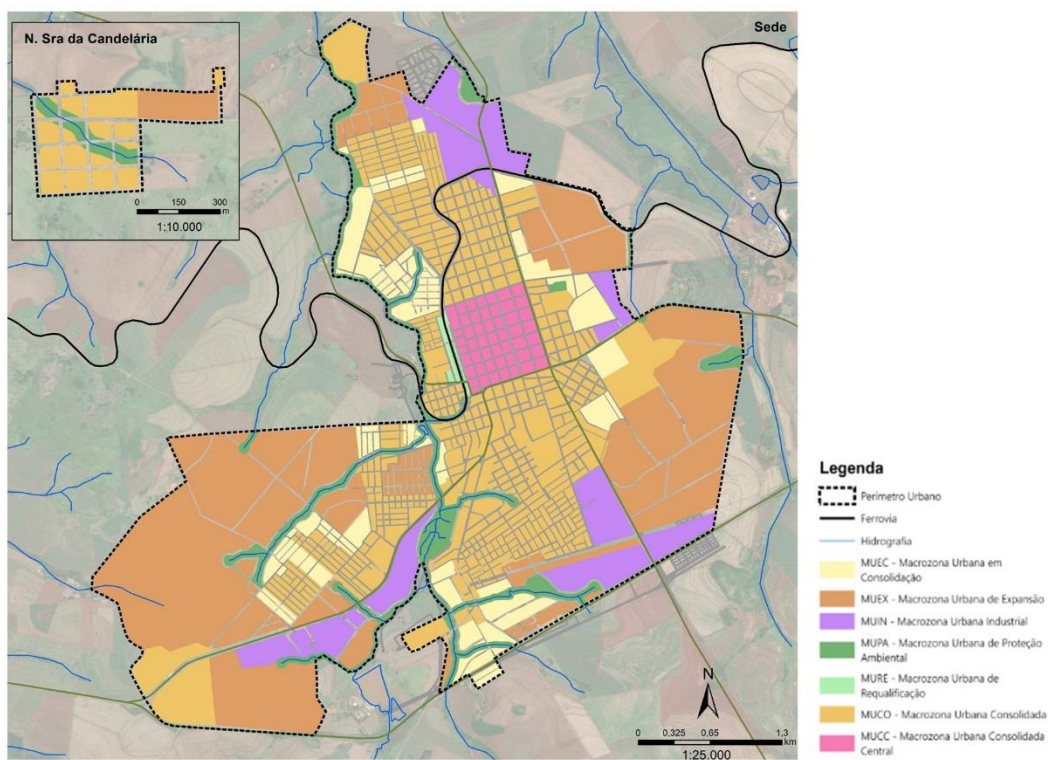 N. Sra da Candelária
0 150 300
m
1:10.000
Sede
N
0 0,325 0,65 1,3
km
1:25.000
Legenda
Perímetro Urbano
Ferrovia
Hidrografia
MUEC - Macrozona Urbana em
Consolidação
MUEX - Macrozona Urbana de Expansão
MUIN - Macrozona Urbana Industrial
MUPA - Macrozona Urbana de Proteção
Ambiental
MURE - Macrozona Urbana de
Requalificação
MUCO - Macrozona Urbana Consolidada
MUCC - Macrozona Urbana Consolidada
Central